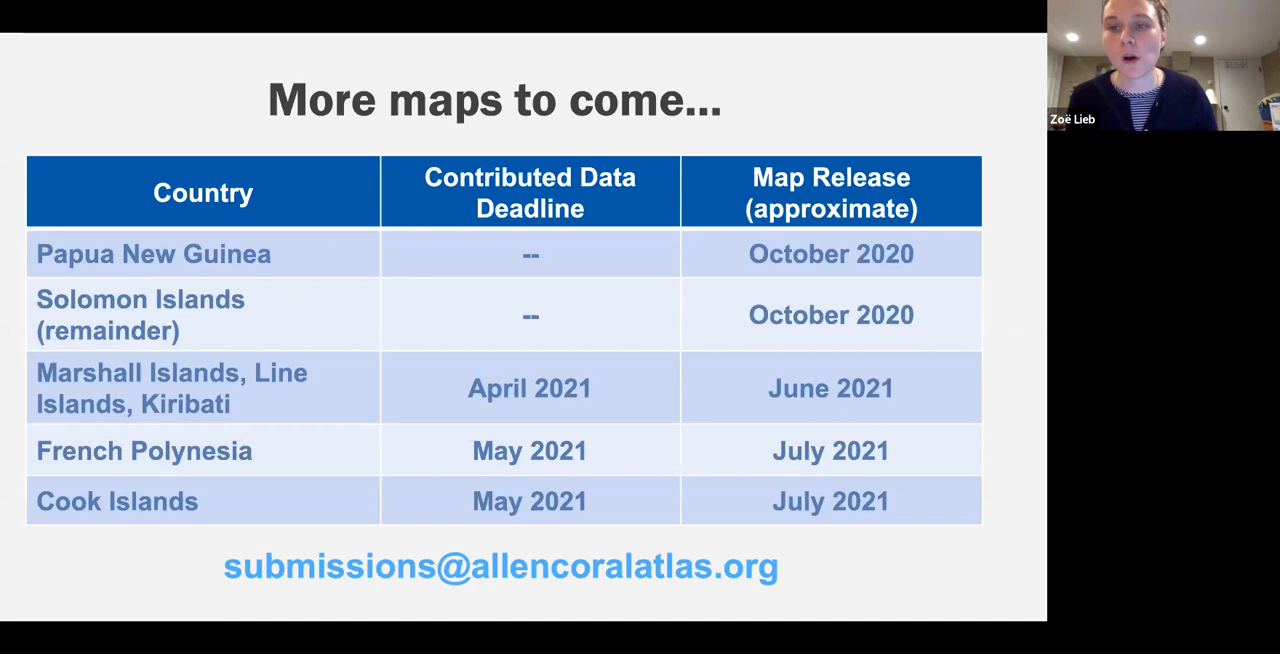 More maps to come...
Country
Contributed Data
Deadline
Map Release
(approximate)
Papua New Guinea
--
October 2020
Solomon Islands
(remainder)
--
October 2020
Marshall Islands, Line
Islands, Kiribati
April 2021
June 2021
French Polynesia
May 2021
July 2021
Cook Islands
May 2021
July 2021
submissions@allencoralatlas.org
Zoë Lieb